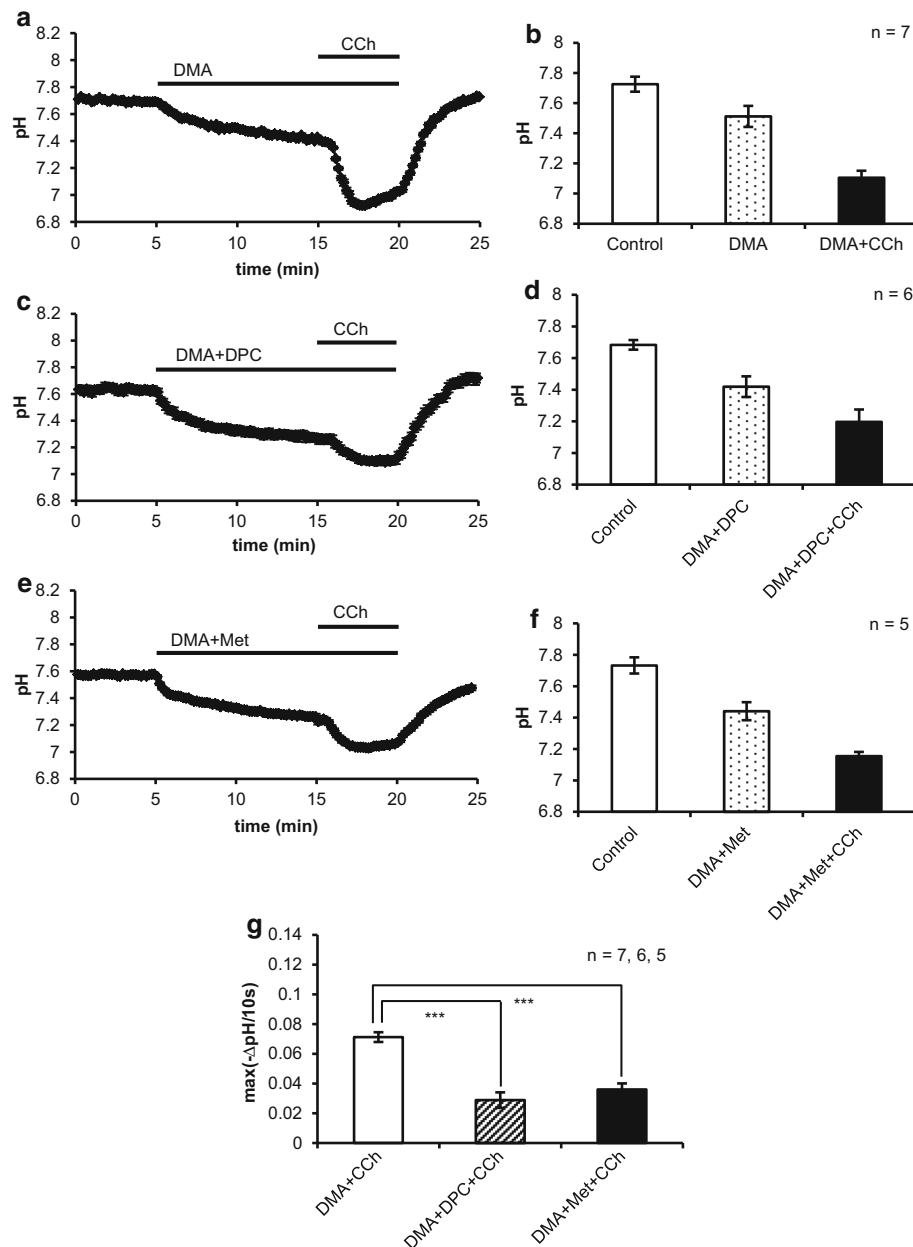 a
8.2
8
7.8
7.6
7.4
7.2
7
6.8
pH
CCh
DMA
0 5 10 15 20 25
time (min)
b
n = 7
8
7.8
7.6
7.4
7.2
7
6.8
pH
Control DMA DMA+CCh
c
8.2
8
7.8
7.6
7.4
7.2
7
6.8
pH
CCh
DMA+DPC
0 5 10 15 20 25
time (min)
d
n = 6
8
7.8
7.6
7.4
7.2
7
6.8
pH
Control
DMA+DPC
DMA+DPC+CCh
e
8.2
8
7.8
7.6
7.4
7.2
7
6.8
pH
CCh
DMA+Met
0 5 10 15 20 25
time (min)
f
n = 5
8
7.8
7.6
7.4
7.2
7
6.8
pH
Control
DMA+Met
DMA+Met+CCh
g
0.14
0.12
0.1
0.08
0.06
0.04
0.02
0
max(-ΔpH/10s)
n = 7, 6, 5
*** ***
DMA+CCh
DMA+DPC+CCh
DMA+Met+CCh